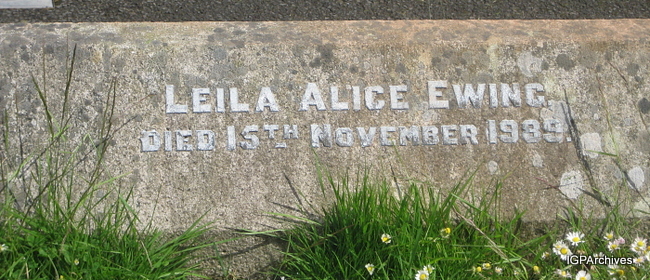 LEILA ALICE EWING
DIED 15TH NOVEMBER 1989.
IGPArchives